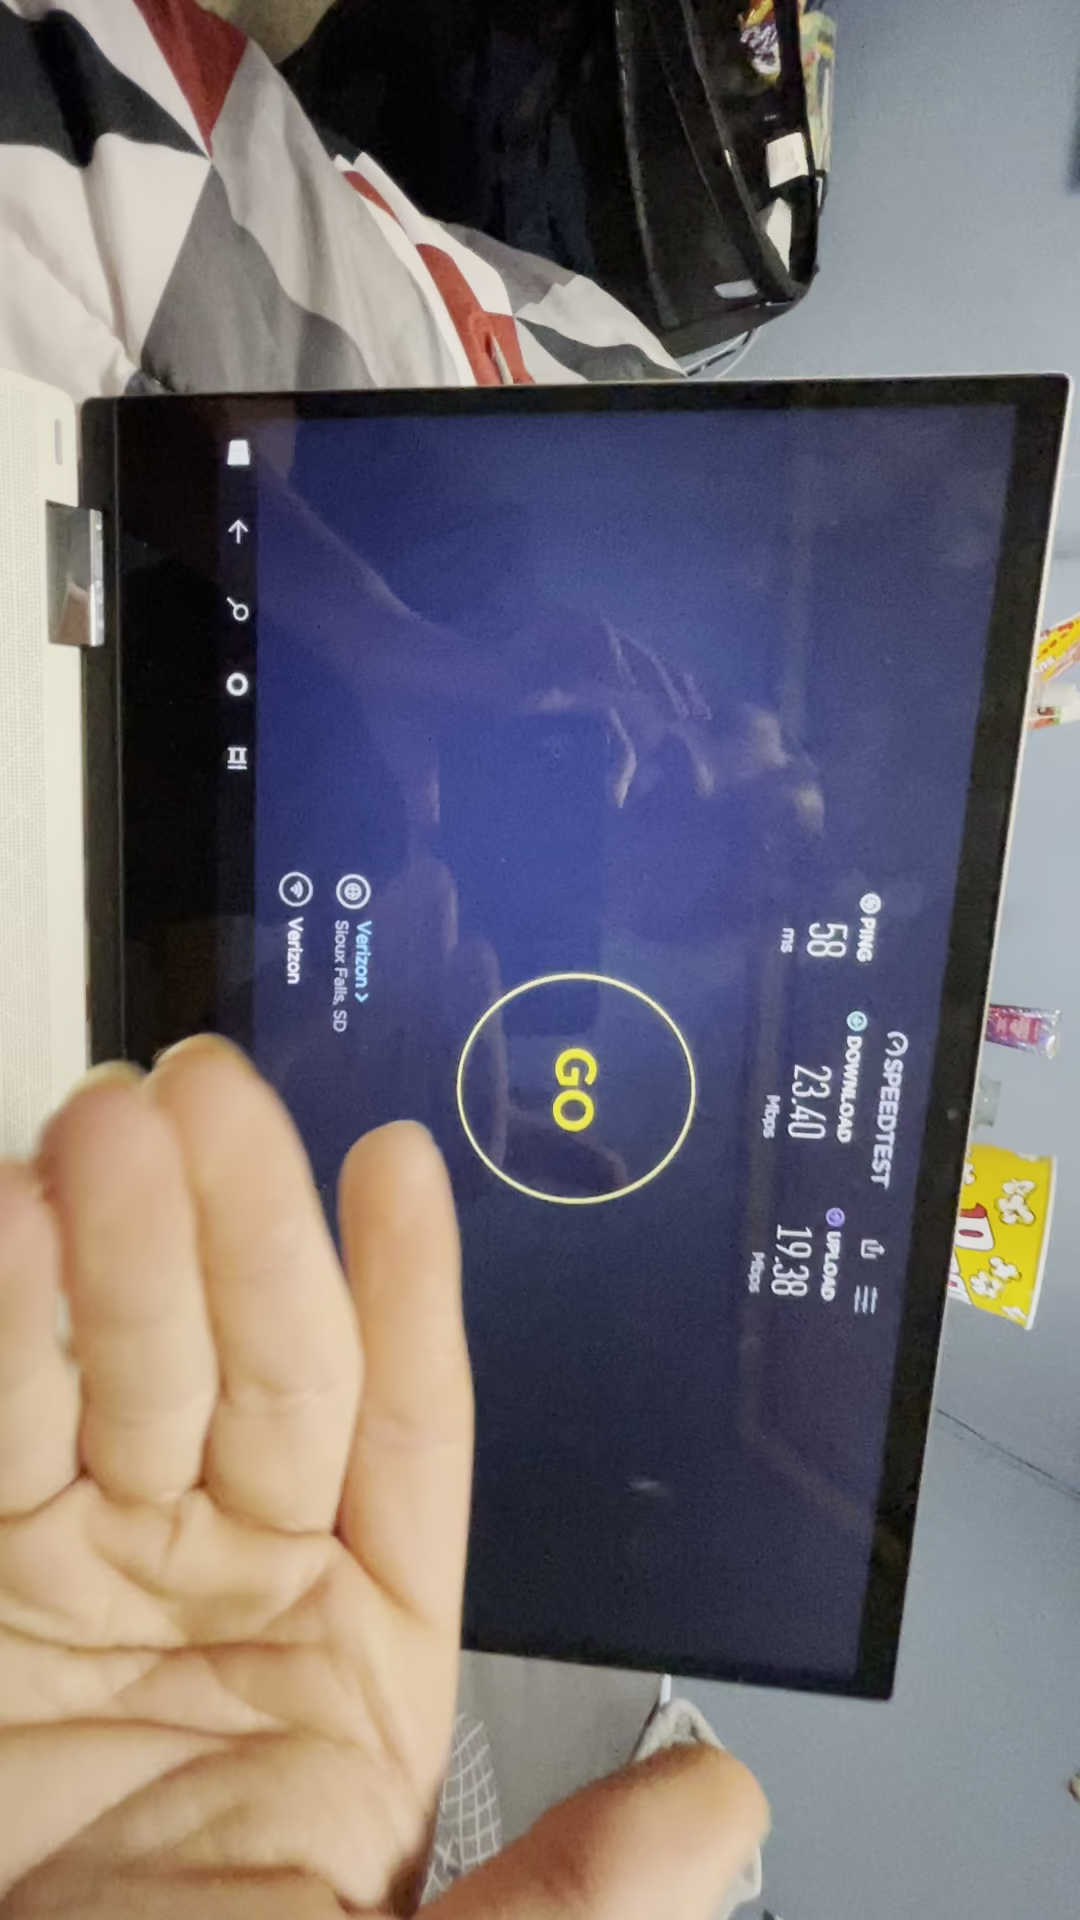 SPEEDTEST
PING
58
ms
DOWNLOAD
23.40
Mbps
UPLOAD
19.38
Mbps
GO
Verizon
Sioux Falls, SD
Verizon